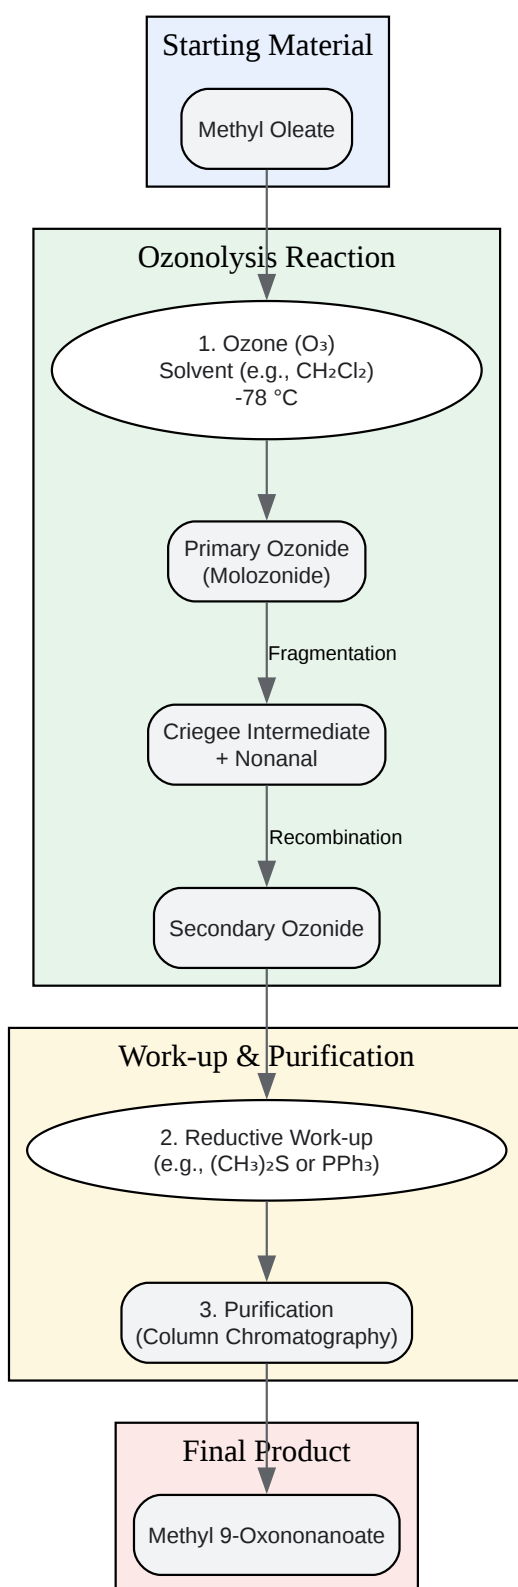 Starting Material
Methyl Oleate
Ozonolysis Reaction
1. Ozone (O₃)
Solvent (e.g., CH₂Cl₂)
-78 °C
Primary Ozonide
(Molozonide)
Fragmentation
Criegee Intermediate
+ Nonanal
Recombination
Secondary Ozonide
Work-up & Purification
2. Reductive Work-up
(e.g., (CH₃)₂S or PPh₃)
3. Purification
(Column Chromatography)
Final Product
Methyl 9-Oxononanoate